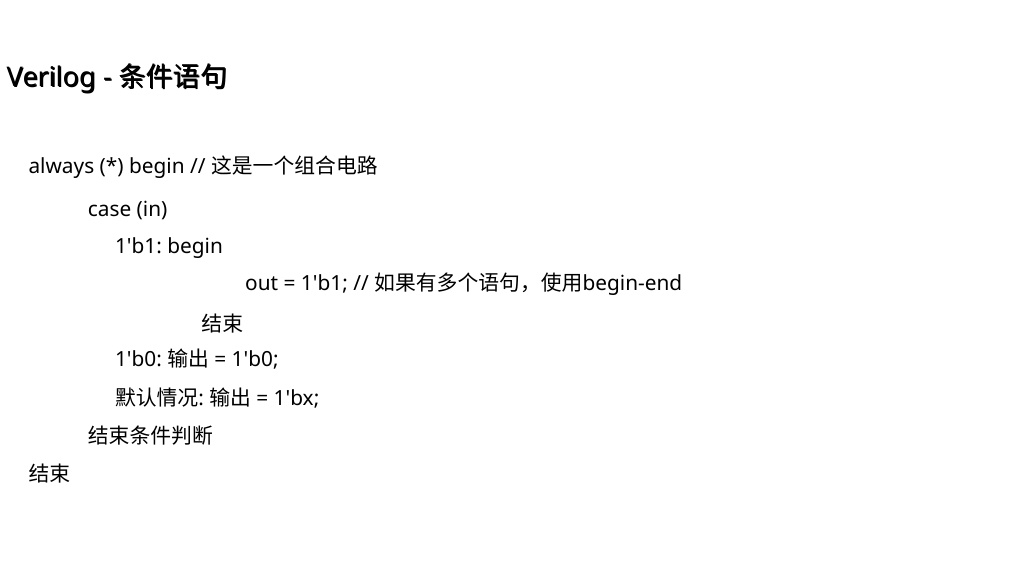 Verilog - 条件语句
always (*) begin // 这是一个组合电路
case (in)
1'b1: begin
out = 1'b1; // 如果有多个语句，使用begin-end
结束
1'b0: 输出 = 1'b0;
默认情况: 输出 = 1'bx;
结束条件判断
结束